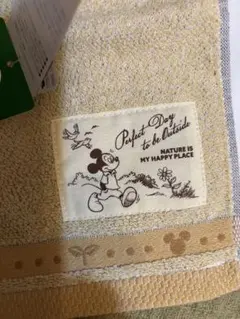 Perfect Day
to be Outside
NATURE IS
MY HAPPY PLACE